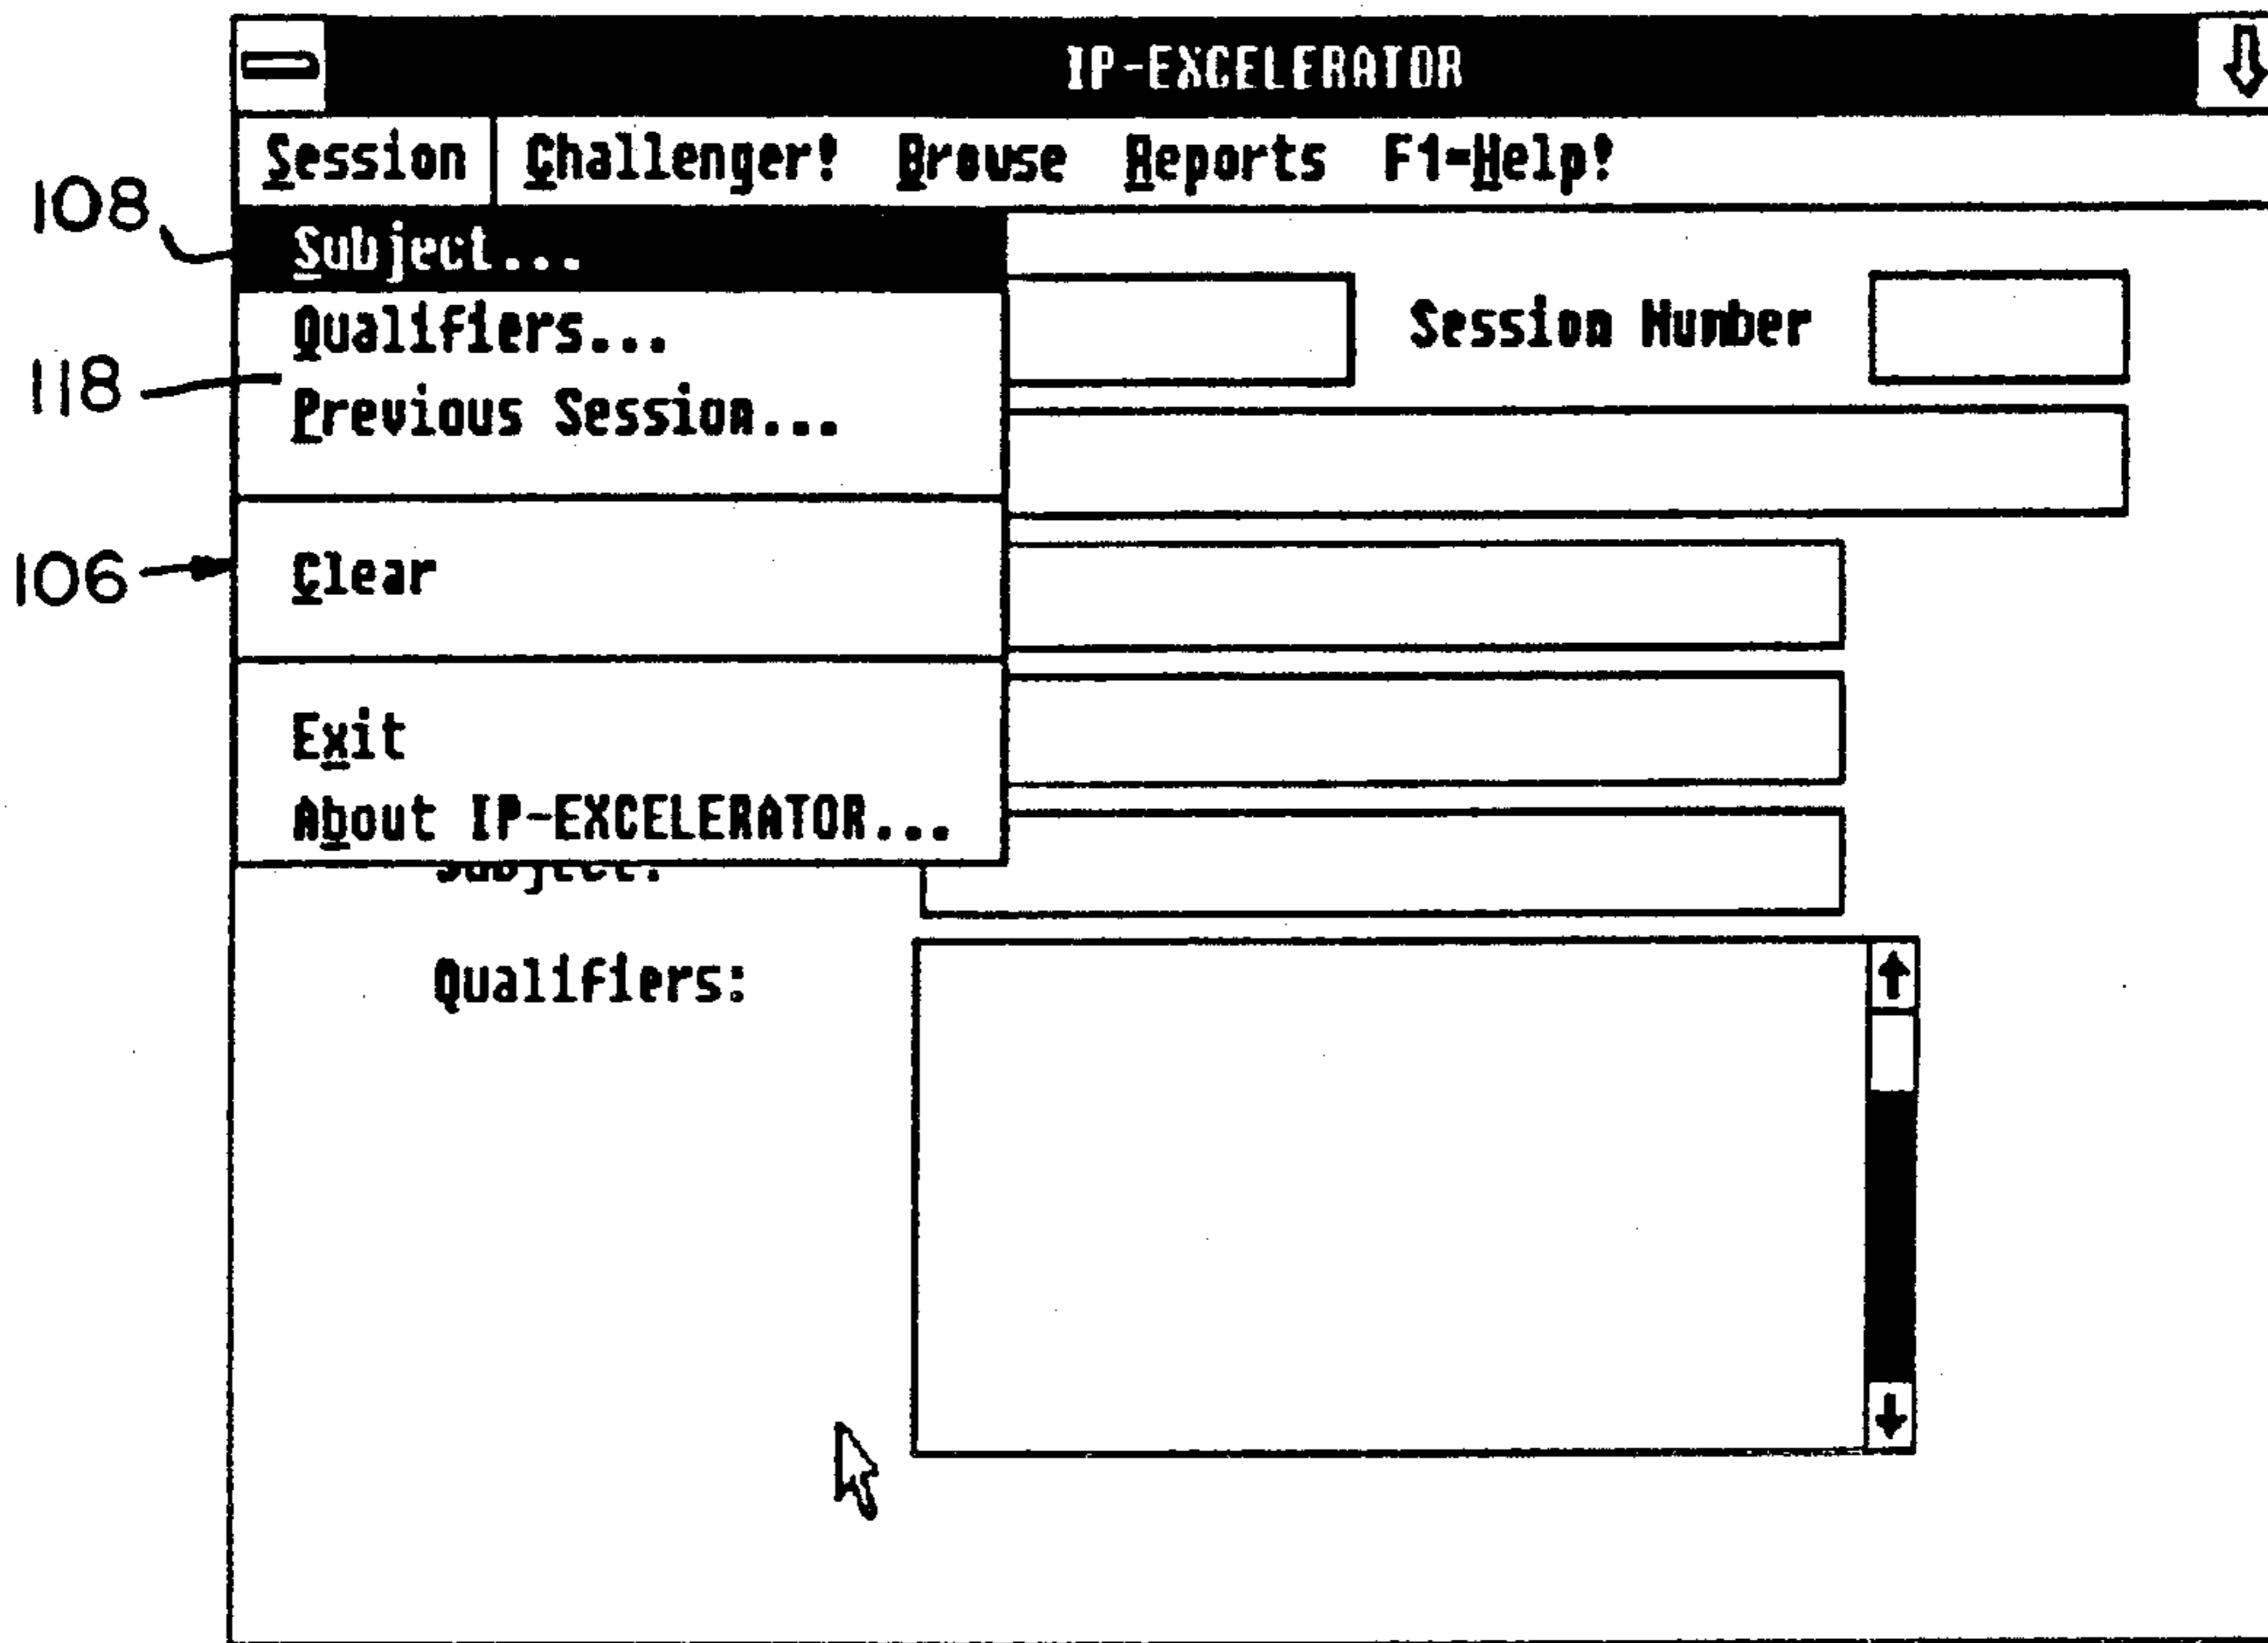 IP-EXCELERATOR
Session Challenger! Browse Reports F1=Help!
108
Subject...
Qualifiers...
Session Number
118
Previous Session...
106
Clear
Exit
About IP-EXCELERATOR...
Subject:
Qualifiers: